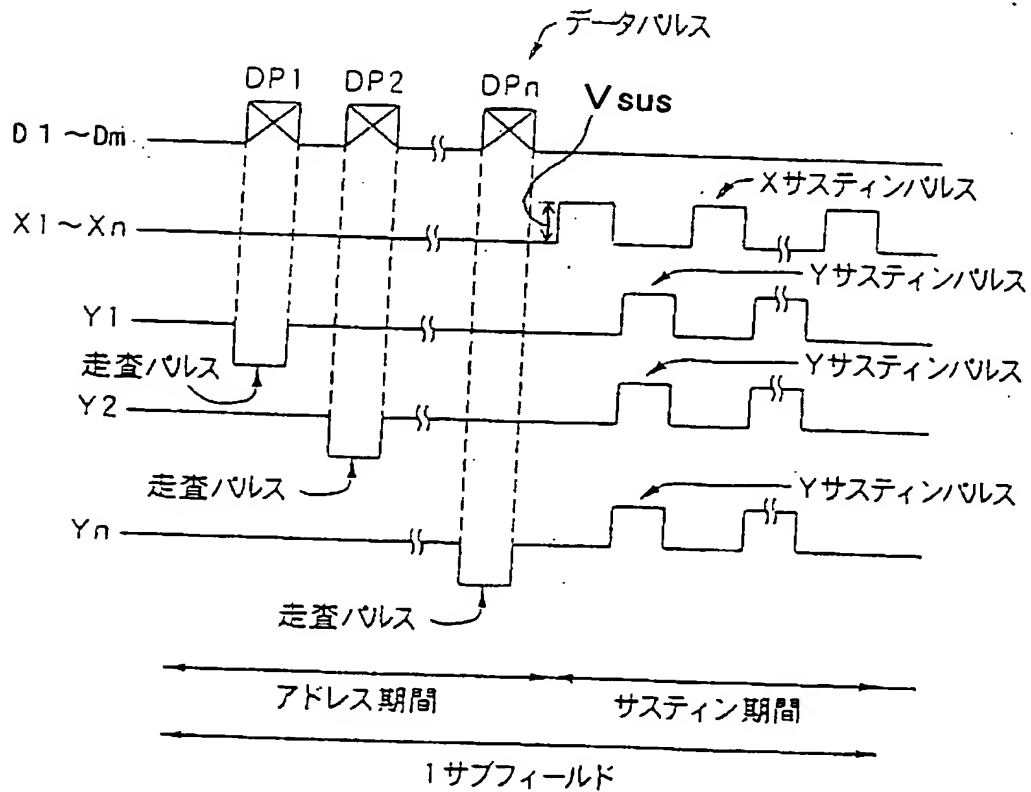 データパルス
DP1
DP2
DPn
Vsus
D1～Dm
Xサスティンパルス
X1～Xn
Yサスティンパルス
Y1
走査パルス
Yサスティンパルス
Y2
走査パルス
Yサスティンパルス
Yn
走査パルス
アドレス期間
サスティン期間
1サブフィールド